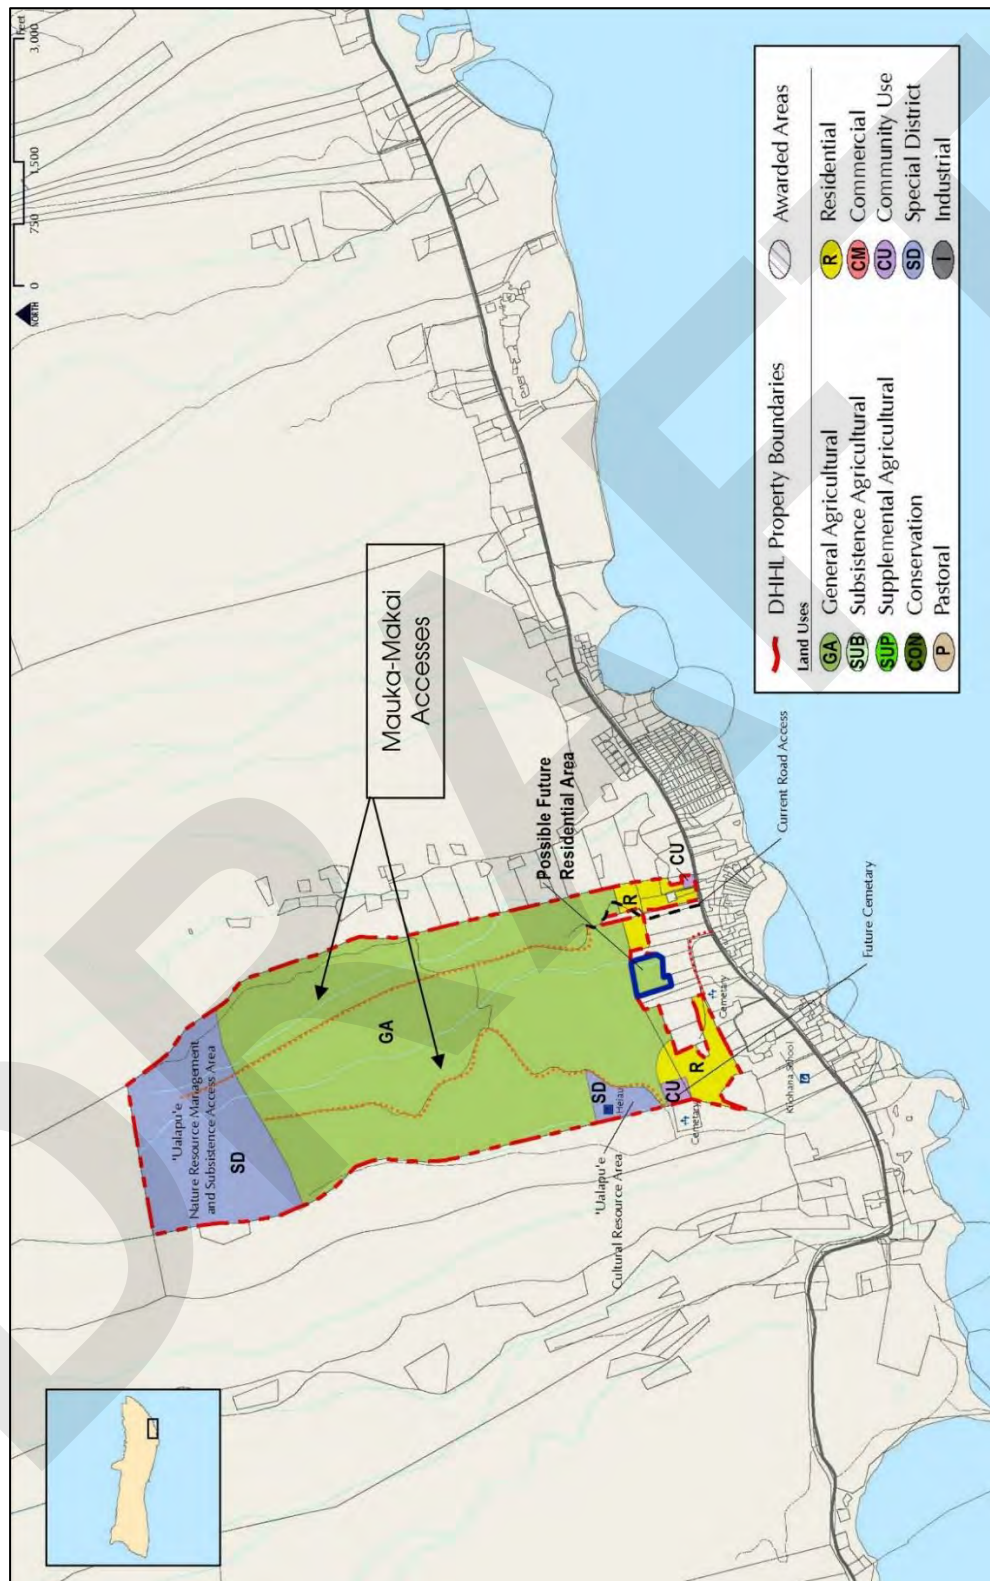 DRAFT
Feet
0
750
1,500
3,000
NORTH
Mauka-Makai
Accesses
'Ualapu'e
Nature Resource Management
and Subsistence Access Area
SD
GA
Possible Future
Residential Area
SD
Heiau
CU
R
R
CU
Cemetary
Cemetary
Kilohana School
'Ualapu'e
Cultural Resource Area
Current Road Access
Future Cemetary
DHHL Property Boundaries
Awarded Areas
Land Uses
GA General Agricultural
SUB Subsistence Agricultural
SUP Supplemental Agricultural
CON Conservation
P Pastoral
R Residential
CM Commercial
CU Community Use
SD Special District
I Industrial